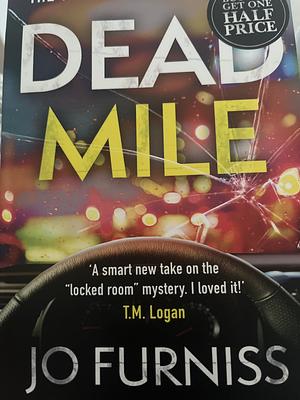 GET ONE
HALF
PRICE
DEAD
MILE
‘A smart new take on the
“locked room” mystery. I loved it!’
T.M. Logan
JO FURNISS